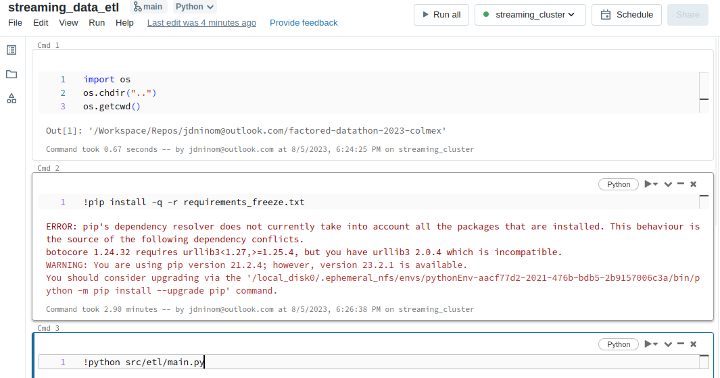 streaming_data_etl main Python
File Edit View Run Help Last edit was 4 minutes ago Provide feedback
Run all streaming_cluster Schedule Share
Cmd 1
1 import os
2 os.chdir("..")
3 os.getcwd()
Out[1]: '/Workspace/Repos/jdninom@outlook.com/factored-datathon-2023-colmex'
Command took 0.67 seconds -- by jdninom@outlook.com at 8/5/2023, 6:24:25 PM on streaming_cluster
Cmd 2
Python
1 !pip install -q -r requirements_freeze.txt
ERROR: pip's dependency resolver does not currently take into account all the packages that are installed. This behaviour is
the source of the following dependency conflicts.
botocore 1.24.32 requires urllib3<1.27,>=1.25.4, but you have urllib3 2.0.4 which is incompatible.
WARNING: You are using pip version 21.2.4; however, version 23.2.1 is available.
You should consider upgrading via the '/local_disk0/.ephemeral_nfs/envs/pythonEnv-aacf77d2-2021-476b-bdb5-2b9157006c3a/bin/p
ython -m pip install --upgrade pip' command.
Command took 2.90 minutes -- by jdninom@outlook.com at 8/5/2023, 6:26:38 PM on streaming_cluster
Cmd 3
Python
1 !python src/etl/main.py